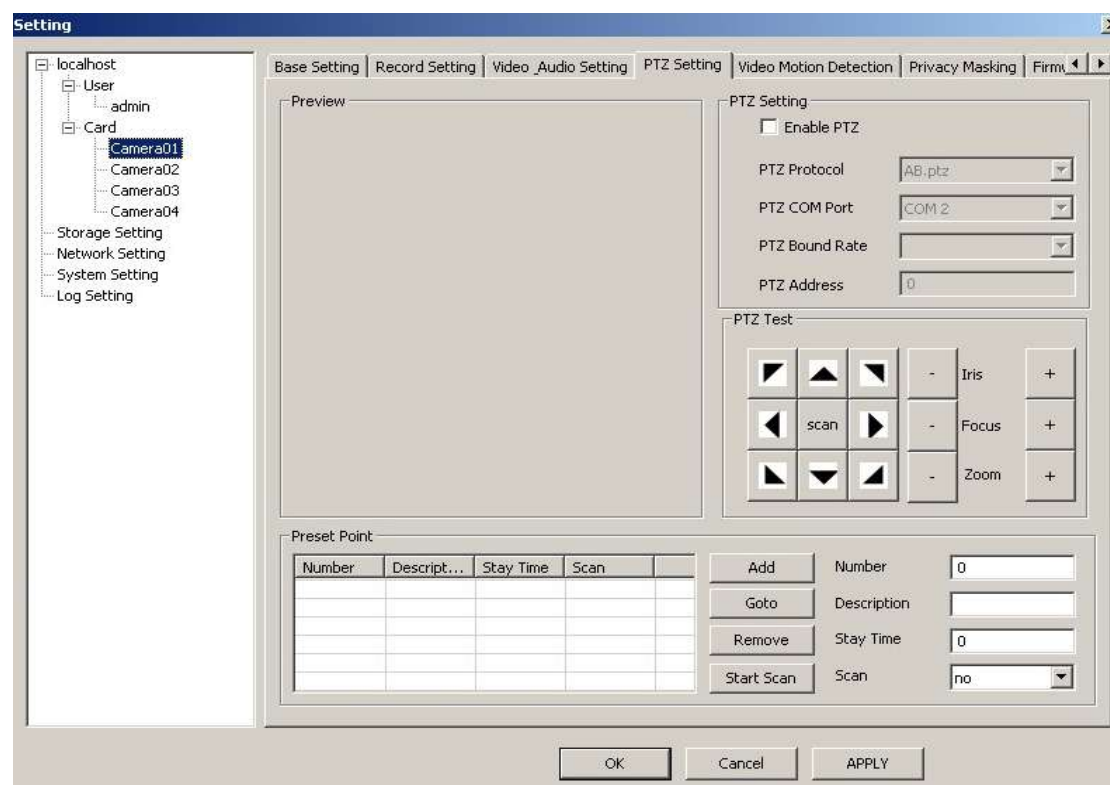 Setting
localhost
User
admin
Card
Camera01
Camera02
Camera03
Camera04
Storage Setting
Network Setting
System Setting
Log Setting
Base Setting Record Setting Video _Audio Setting PTZ Setting Video Motion Detection Privacy Masking
Preview
PTZ Setting
Enable PTZ
PTZ Protocol AB.ptz
PTZ COM Port COM 2
PTZ Bound Rate
PTZ Address 0
PTZ Test
- Iris +
scan - Focus +
- Zoom +
Preset Point
Number Descript... Stay Time Scan
Add Number 0
Goto Description
Remove Stay Time 0
Start Scan Scan no
OK Cancel APPLY